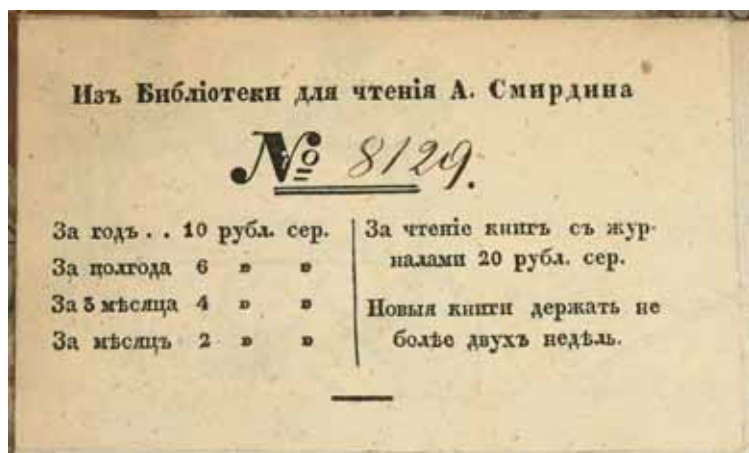 Изъ Библіотеки для чтенія А. Смирдина
№ 8129.
За годъ . . 10 рубл. сер.
За полгода 6 » »
За 3 мѣсяца 4 » »
За мѣсяцъ 2 » »
За чтеніе книгъ съ жур-
налами 20 рубл. сер.
Новыя книги держать не
болѣе двухъ недѣль.